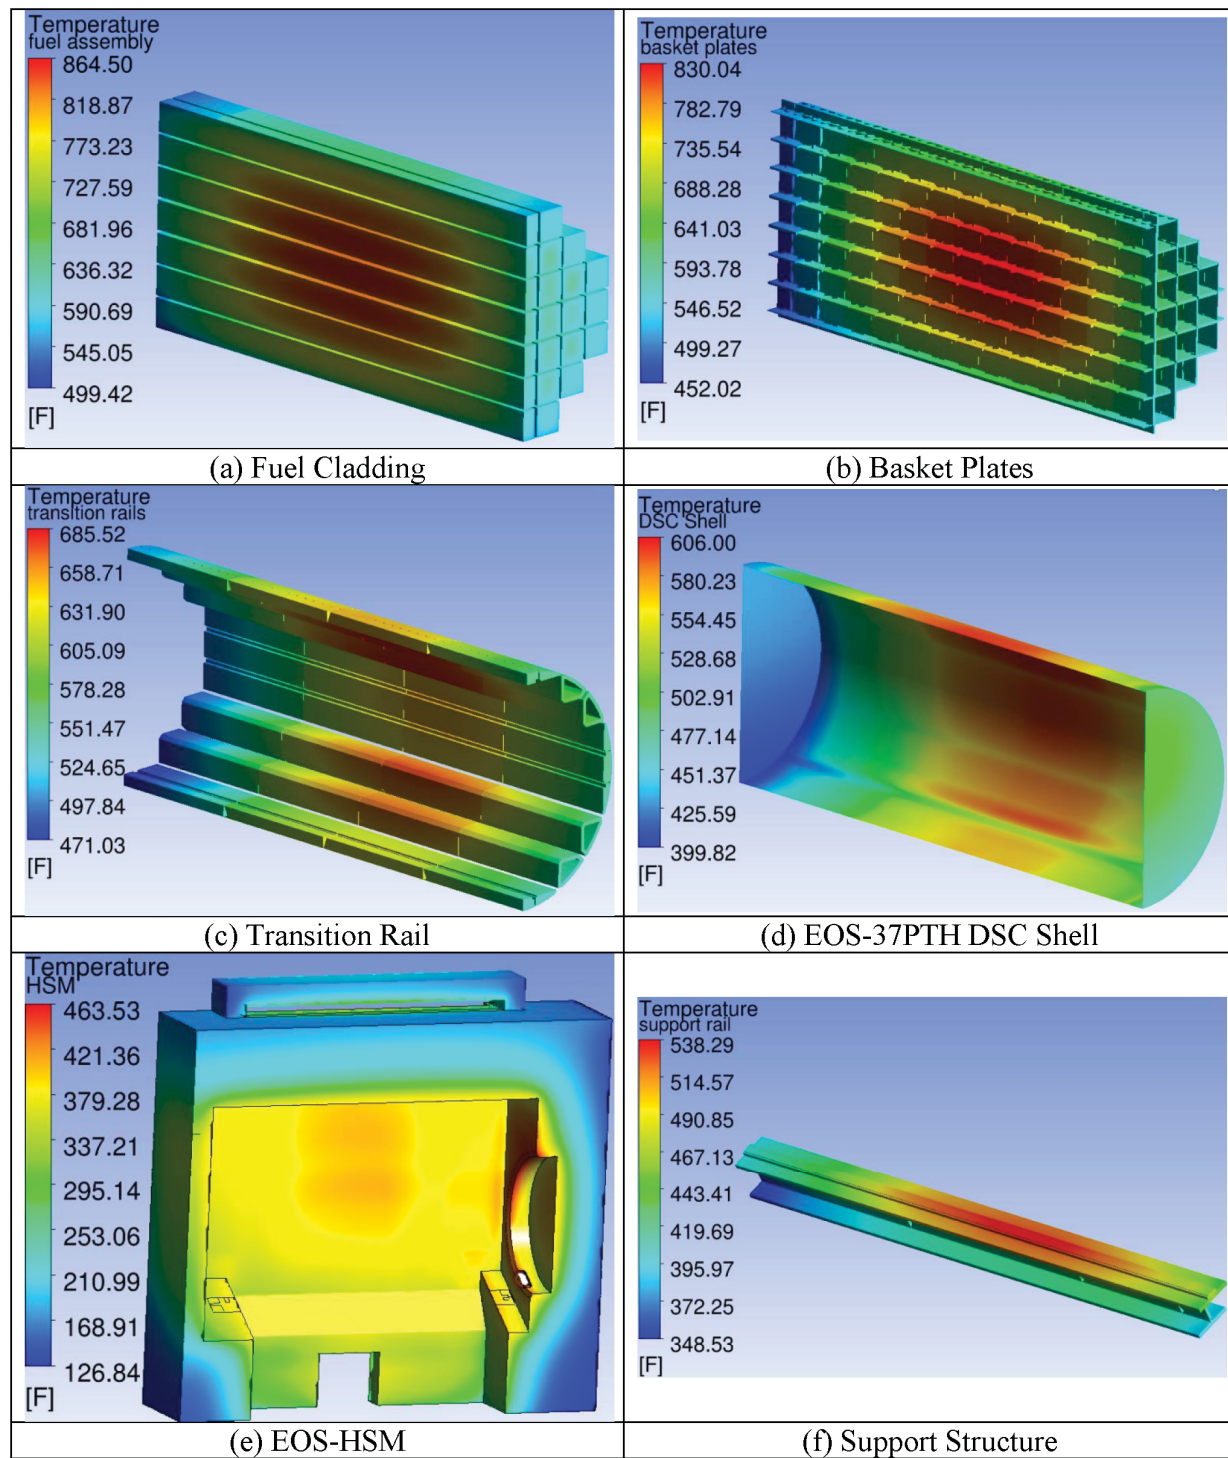 Temperature
fuel assembly
864.50
818.87
773.23
727.59
681.96
636.32
590.69
545.05
499.42
[F]
(a) Fuel Cladding
Temperature
basket plates
830.04
782.79
735.54
688.28
641.03
593.78
546.52
499.27
452.02
[F]
(b) Basket Plates
Temperature
transition rails
685.52
658.71
631.90
605.09
578.28
551.47
524.65
497.84
471.03
[F]
(c) Transition Rail
Temperature
DSC Shell
606.00
580.23
554.45
528.68
502.91
477.14
451.37
425.59
399.82
[F]
(d) EOS-37PTH DSC Shell
Temperature
HSM
463.53
421.36
379.28
337.21
295.14
253.06
210.99
168.91
126.84
[F]
(e) EOS-HSM
Temperature
support rail
538.29
514.57
490.85
467.13
443.41
419.69
395.97
372.25
348.53
[F]
(f) Support Structure